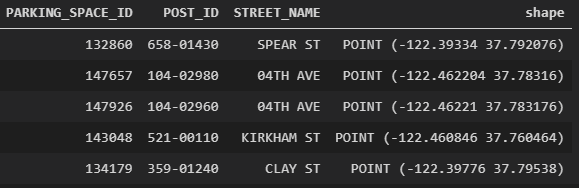 PARKING_SPACE_ID POST_ID STREET_NAME shape
132860 658-01430 SPEAR ST POINT (-122.39334 37.792076)
147657 104-02980 04TH AVE POINT (-122.462204 37.78316)
147926 104-02960 04TH AVE POINT (-122.46221 37.783176)
143048 521-00110 KIRKHAM ST POINT (-122.460846 37.760464)
134179 359-01240 CLAY ST POINT (-122.39776 37.79538)